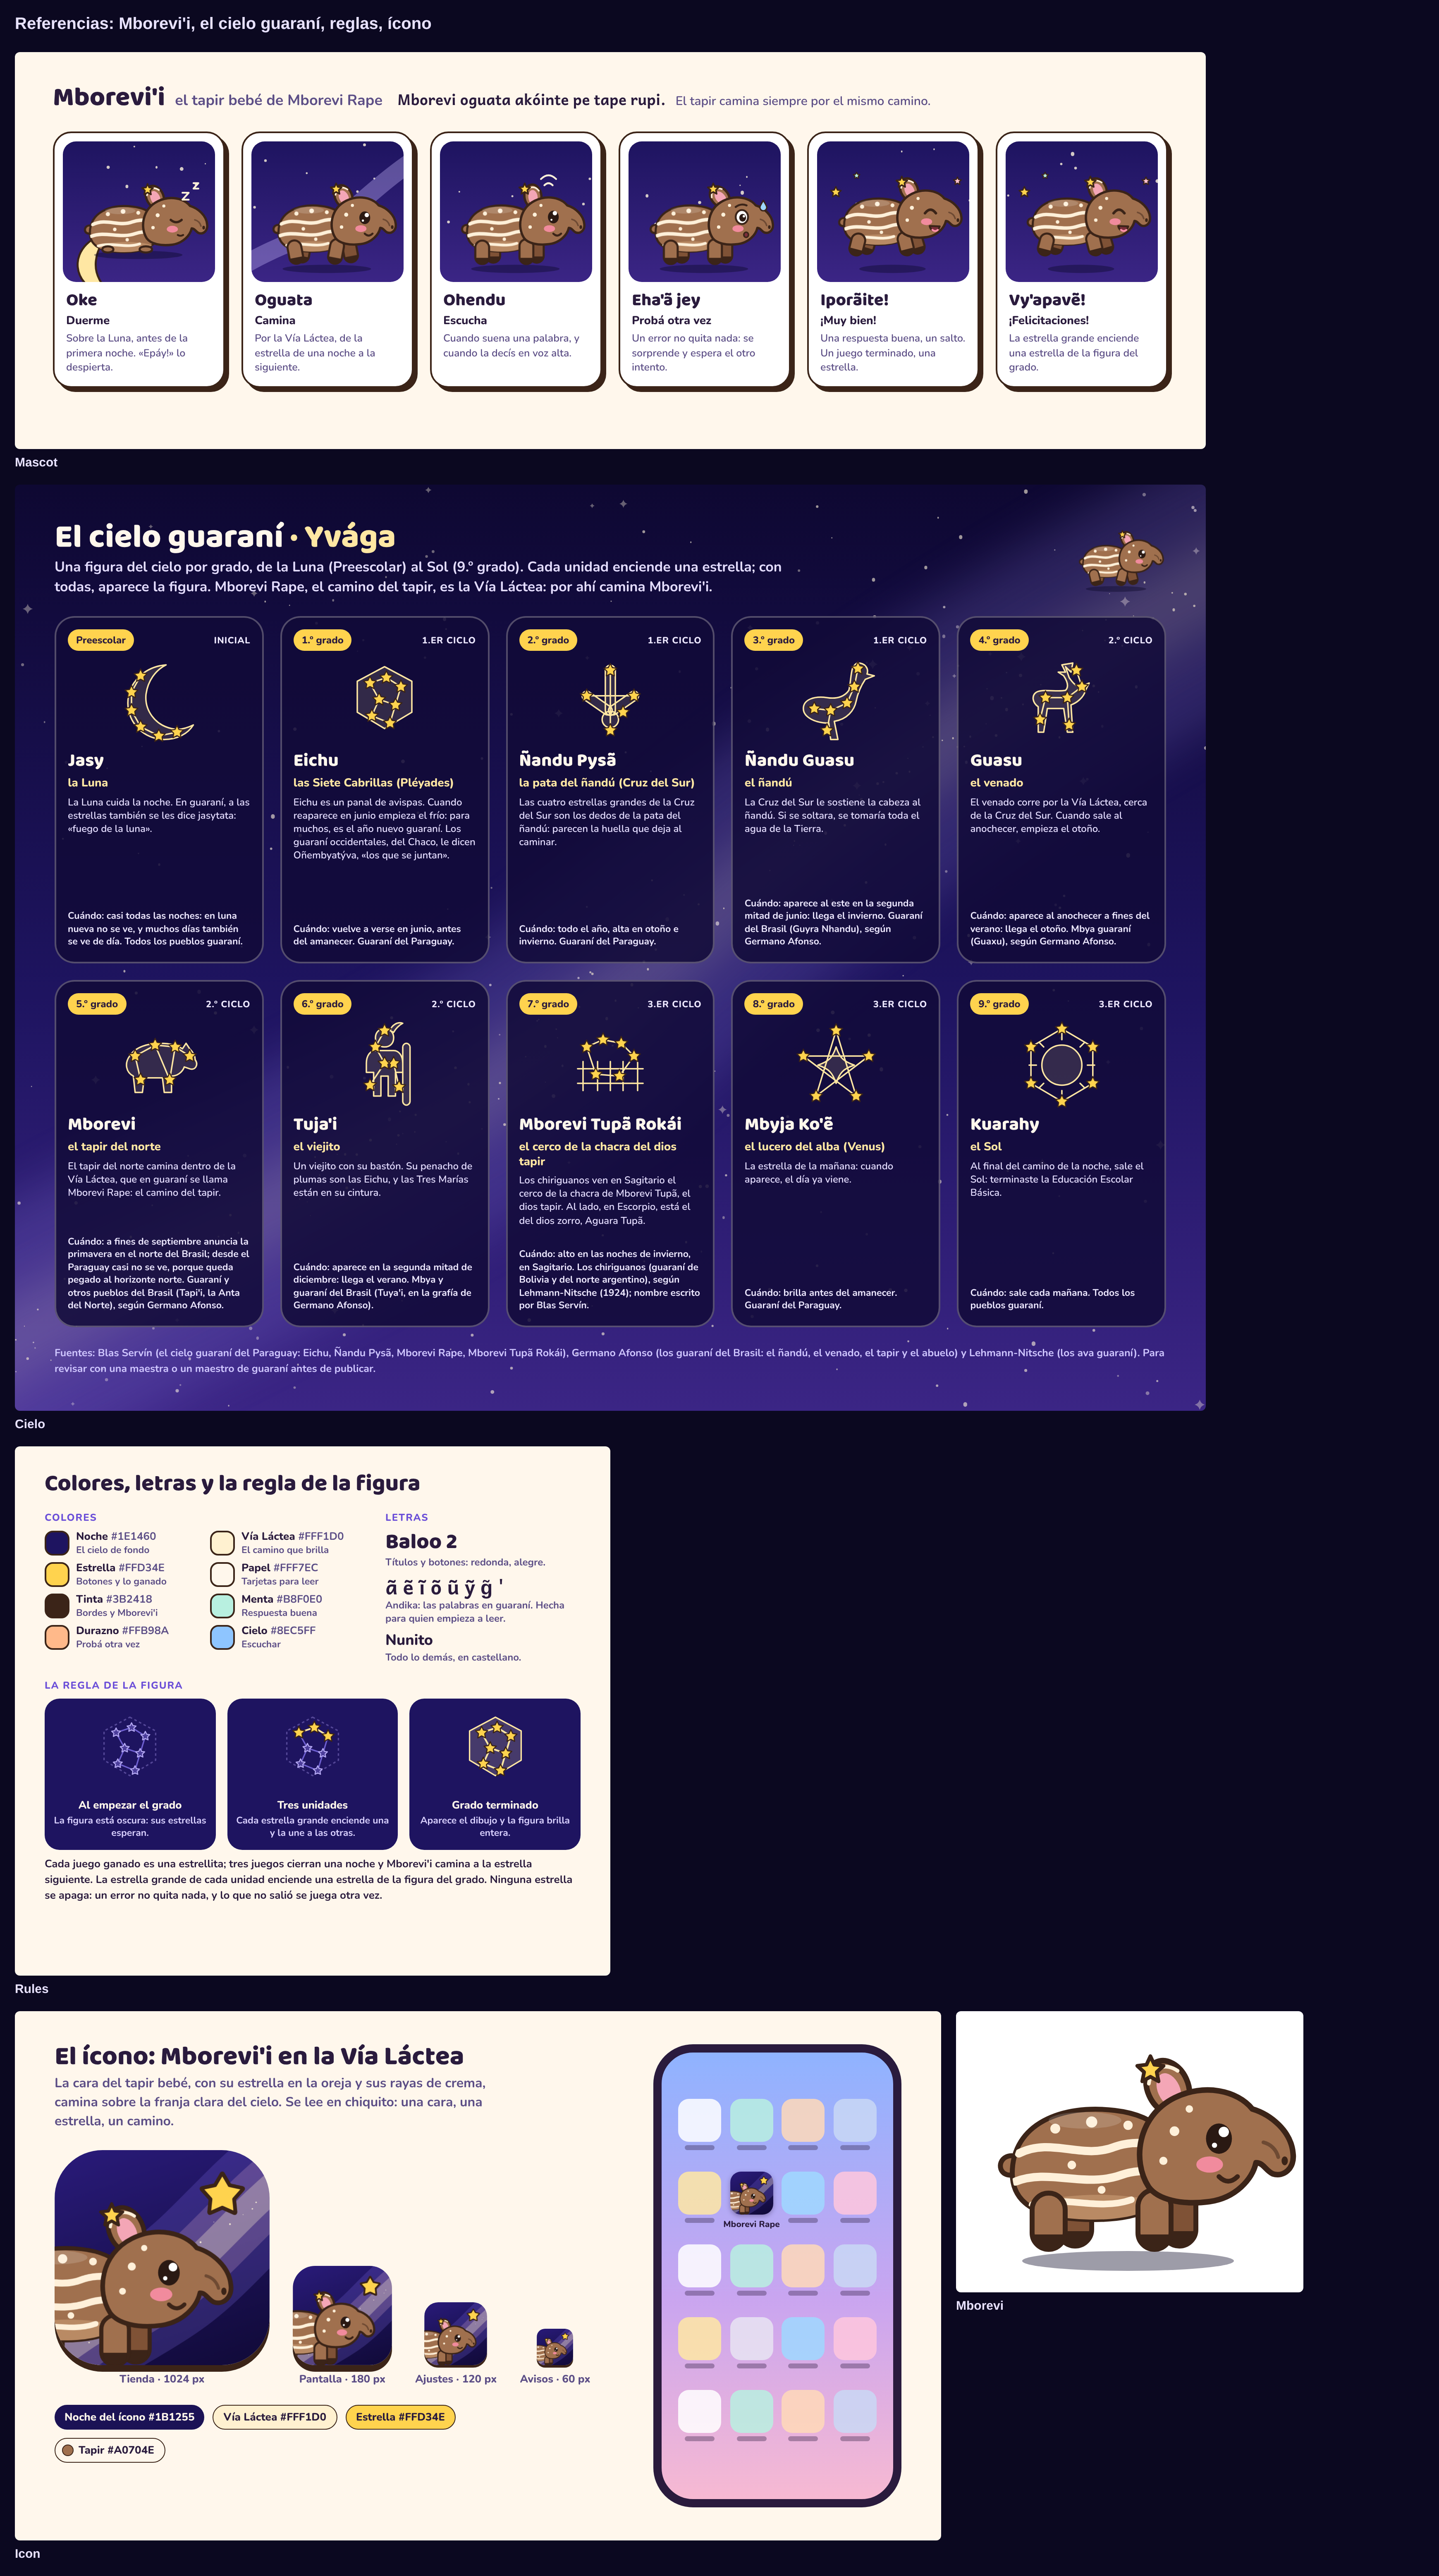 Referencias: Mborevi'i, el cielo guaraní, reglas, ícono
Mborevi'i el tapir bebé de Mborevi Rape Mborevi oguata akóinte pe tape rupi. El tapir camina siempre por el mismo camino.
z
z
Oke
Duerme
Sobre la Luna, antes de la
primera noche. «Epáy!» lo
despierta.
Oguata
Camina
Por la Vía Láctea, de la
estrella de una noche a la
siguiente.
Ohendu
Escucha
Cuando suena una palabra, y
cuando la decís en voz alta.
Eha'ã jey
Probá otra vez
Un error no quita nada: se
sorprende y espera el otro
intento.
Iporãite!
¡Muy bien!
Una respuesta buena, un salto.
Un juego terminado, una
estrella.
Vy'apavẽ!
¡Felicitaciones!
La estrella grande enciende
una estrella de la figura del
grado.
Mascot
El cielo guaraní · Yvága
Una figura del cielo por grado, de la Luna (Preescolar) al Sol (9.º grado). Cada unidad enciende una estrella; con
todas, aparece la figura. Mborevi Rape, el camino del tapir, es la Vía Láctea: por ahí camina Mborevi'i.
Preescolar INICIAL
Jasy
la Luna
La Luna cuida la noche. En guaraní, a las
estrellas también se les dice jasytata:
«fuego de la luna».
Cuándo: casi todas las noches: en luna
nueva no se ve, y muchos días también
se ve de día. Todos los pueblos guaraní.
1.º grado 1.ER CICLO
Eichu
las Siete Cabrillas (Pléyades)
Eichu es un panal de avispas. Cuando
reaparece en junio empieza el frío: para
muchos, es el año nuevo guaraní. Los
guaraní occidentales, del Chaco, le dicen
Oñembyatýva, «los que se juntan».
Cuándo: vuelve a verse en junio, antes
del amanecer. Guaraní del Paraguay.
2.º grado 1.ER CICLO
Ñandu Pysã
la pata del ñandú (Cruz del Sur)
Las cuatro estrellas grandes de la Cruz
del Sur son los dedos de la pata del
ñandú: parecen la huella que deja al
caminar.
Cuándo: todo el año, alta en otoño e
invierno. Guaraní del Paraguay.
3.º grado 1.ER CICLO
Ñandu Guasu
el ñandú
La Cruz del Sur le sostiene la cabeza al
ñandú. Si se soltara, se tomaría toda el
agua de la Tierra.
Cuándo: aparece al este en la segunda
mitad de junio: llega el invierno. Guaraní
del Brasil (Guyra Nhandu), según
Germano Afonso.
4.º grado 2.º CICLO
Guasu
el venado
El venado corre por la Vía Láctea, cerca
de la Cruz del Sur. Cuando sale al
anochecer, empieza el otoño.
Cuándo: aparece al anochecer a fines del
verano: llega el otoño. Mbya guaraní
(Guaxu), según Germano Afonso.
5.º grado 2.º CICLO
Mborevi
el tapir del norte
El tapir del norte camina dentro de la
Vía Láctea, que en guaraní se llama
Mborevi Rape: el camino del tapir.
Cuándo: a fines de septiembre anuncia la
primavera en el norte del Brasil; desde el
Paraguay casi no se ve, porque queda
pegado al horizonte norte. Guaraní y
otros pueblos del Brasil (Tapi'i, la Anta
del Norte), según Germano Afonso.
6.º grado 2.º CICLO
Tuja'i
el viejito
Un viejito con su bastón. Su penacho de
plumas son las Eichu, y las Tres Marías
están en su cintura.
Cuándo: aparece en la segunda mitad de
diciembre: llega el verano. Mbya y
guaraní del Brasil (Tuya'i, en la grafía de
Germano Afonso).
7.º grado 3.ER CICLO
Mborevi Tupã Rokái
el cerco de la chacra del dios
tapir
Los chiriguanos ven en Sagitario el
cerco de la chacra de Mborevi Tupã, el
dios tapir. Al lado, en Escorpio, está el
del dios zorro, Aguara Tupã.
Cuándo: alto en las noches de invierno,
en Sagitario. Los chiriguanos (guaraní de
Bolivia y del norte argentino), según
Lehmann-Nitsche (1924); nombre escrito
por Blas Servín.
8.º grado 3.ER CICLO
Mbyja Ko'ẽ
el lucero del alba (Venus)
La estrella de la mañana: cuando
aparece, el día ya viene.
Cuándo: brilla antes del amanecer.
Guaraní del Paraguay.
9.º grado 3.ER CICLO
Kuarahy
el Sol
Al final del camino de la noche, sale el
Sol: terminaste la Educación Escolar
Básica.
Cuándo: sale cada mañana. Todos los
pueblos guaraní.
Fuentes: Blas Servín (el cielo guaraní del Paraguay: Eichu, Ñandu Pysã, Mborevi Rape, Mborevi Tupã Rokái), Germano Afonso (los guaraní del Brasil: el ñandú, el venado, el tapir y el abuelo) y Lehmann-Nitsche (los ava guaraní). Para
revisar con una maestra o un maestro de guaraní antes de publicar.
Cielo
Colores, letras y la regla de la figura
COLORES
Noche #1E1460
El cielo de fondo
Estrella #FFD34E
Botones y lo ganado
Tinta #3B2418
Bordes y Mborevi'i
Durazno #FFB98A
Probá otra vez
Vía Láctea #FFF1D0
El camino que brilla
Papel #FFF7EC
Tarjetas para leer
Menta #B8F0E0
Respuesta buena
Cielo #8EC5FF
Escuchar
LETRAS
Baloo 2
Títulos y botones: redonda, alegre.
ã ẽ ĩ õ ũ ỹ g̃ '
Andika: las palabras en guaraní. Hecha
para quien empieza a leer.
Nunito
Todo lo demás, en castellano.
LA REGLA DE LA FIGURA
Al empezar el grado
La figura está oscura: sus estrellas
esperan.
Tres unidades
Cada estrella grande enciende una
y la une a las otras.
Grado terminado
Aparece el dibujo y la figura brilla
entera.
Cada juego ganado es una estrellita; tres juegos cierran una noche y Mborevi'i camina a la estrella
siguiente. La estrella grande de cada unidad enciende una estrella de la figura del grado. Ninguna estrella
se apaga: un error no quita nada, y lo que no salió se juega otra vez.
Rules
El ícono: Mborevi'i en la Vía Láctea
La cara del tapir bebé, con su estrella en la oreja y sus rayas de crema,
camina sobre la franja clara del cielo. Se lee en chiquito: una cara, una
estrella, un camino.
Tienda · 1024 px
Pantalla · 180 px
Ajustes · 120 px
Avisos · 60 px
Noche del ícono #1B1255
Vía Láctea #FFF1D0
Estrella #FFD34E
Tapir #A0704E
Mborevi Rape
Icon
Mborevi